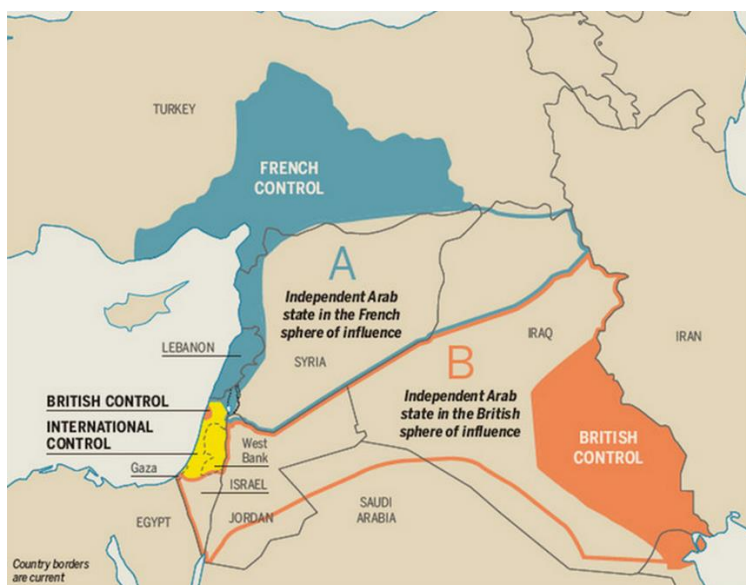 TURKEY
FRENCH
CONTROL
A
Independent Arab
state in the French
sphere of influence
LEBANON
SYRIA
IRAQ
IRAN
B
Independent Arab
state in the British
sphere of influence
BRITISH CONTROL
INTERNATIONAL
CONTROL
BRITISH
CONTROL
West
Bank
Gaza
ISRAEL
EGYPT
JORDAN
SAUDI
ARABIA
Country borders
are current